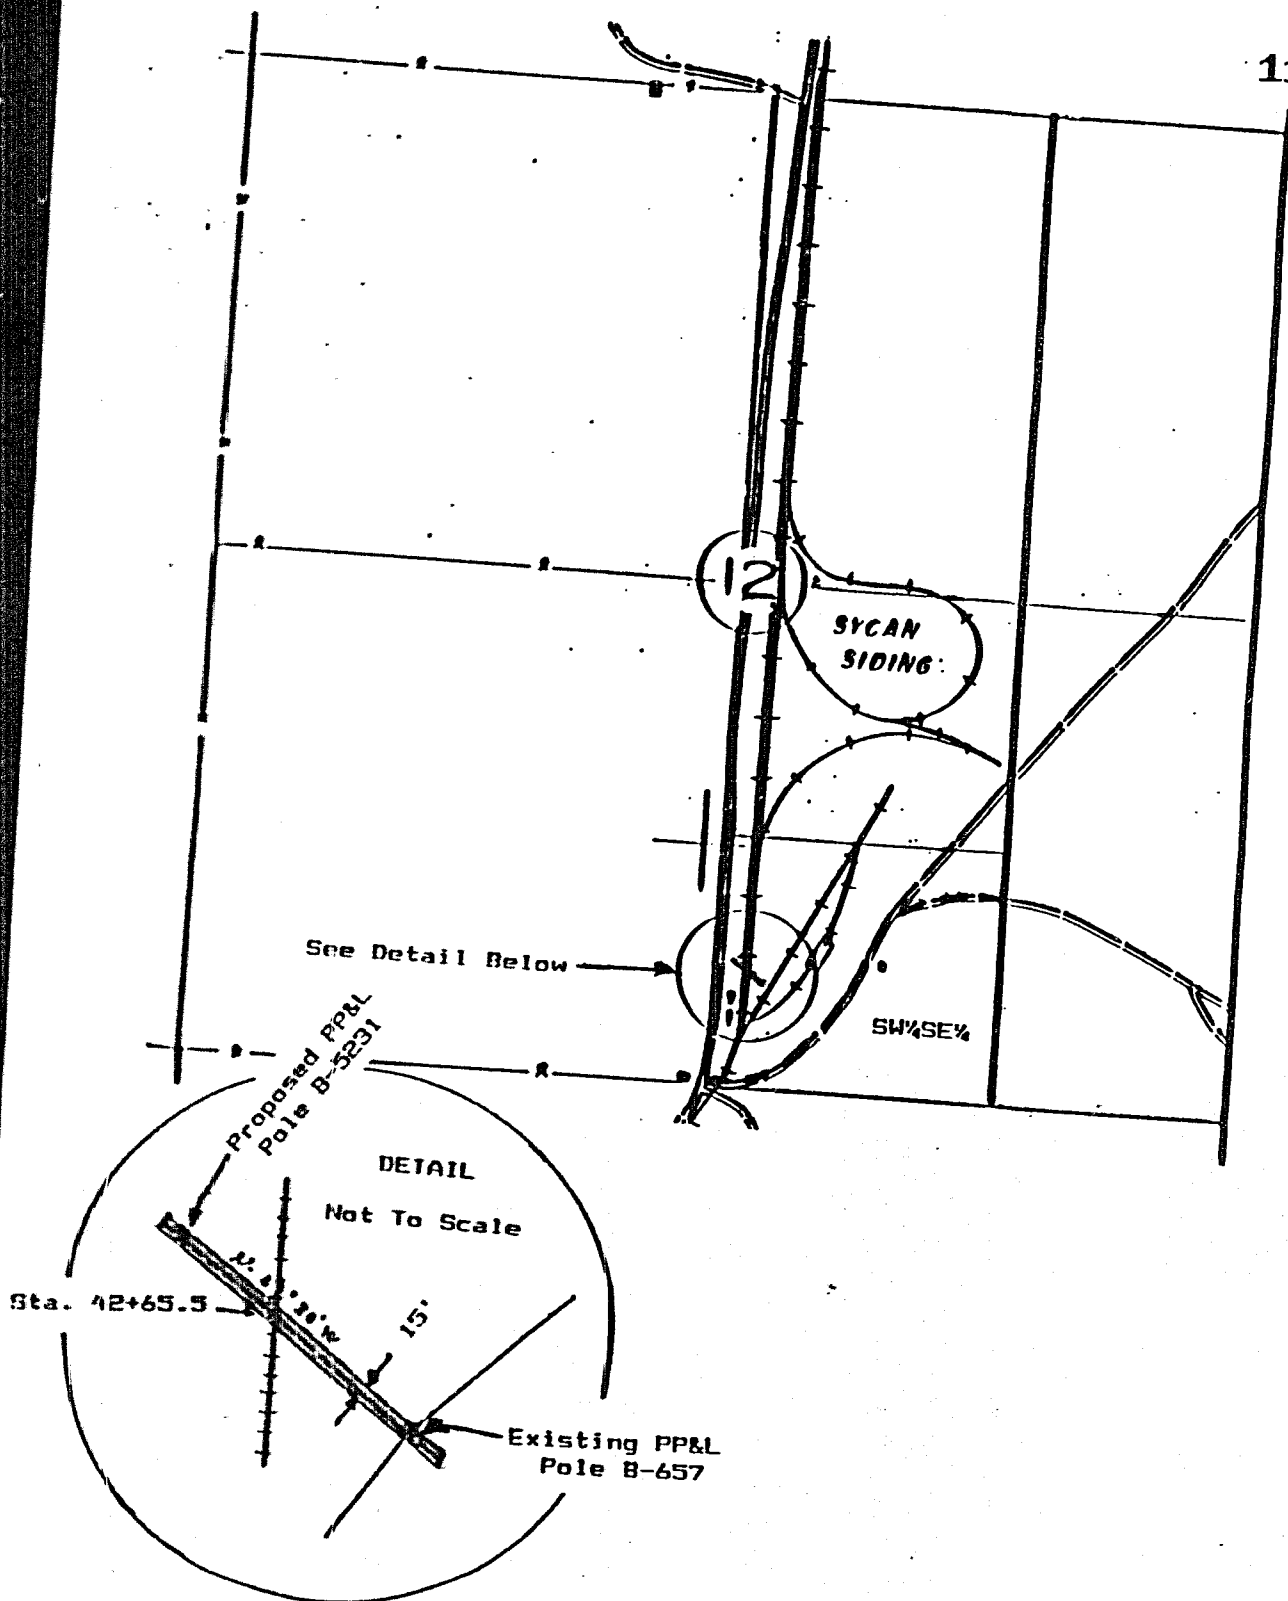 12
SYCAN
SIDING
See Detail Below
SW¼SE¼
Proposed PP&L
Pole B-5231
DETAIL
Not To Scale
Sta. 42+65.5
15'
Existing PP&L
Pole B-657